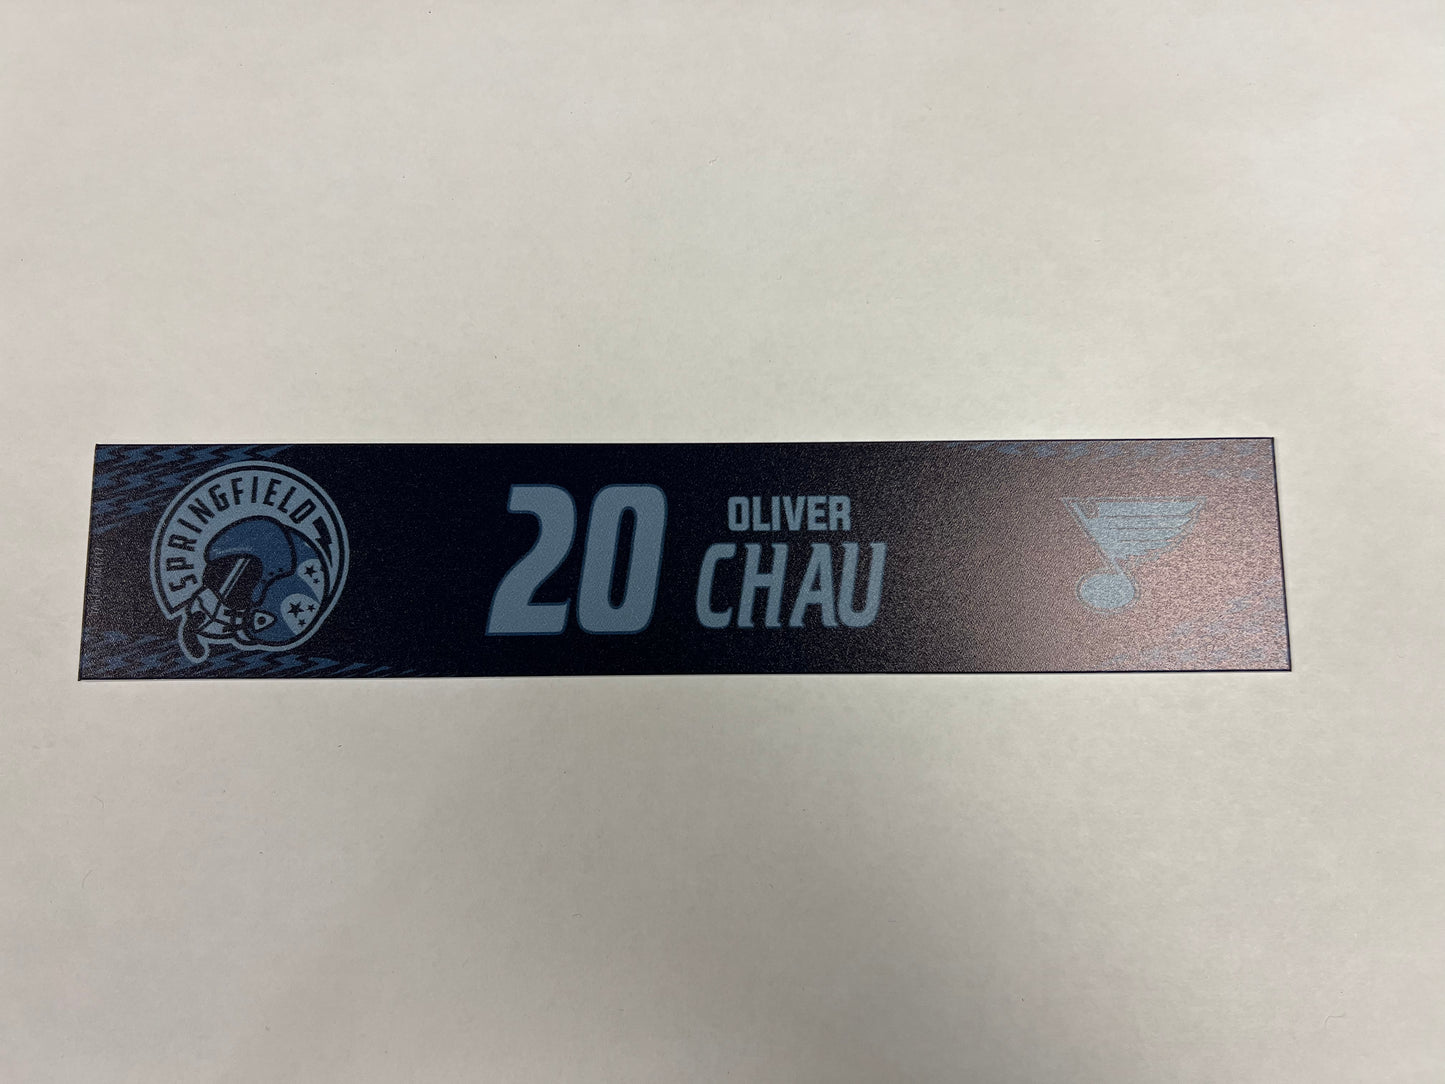 SPRINGFIELD
20
OLIVER
CHAU